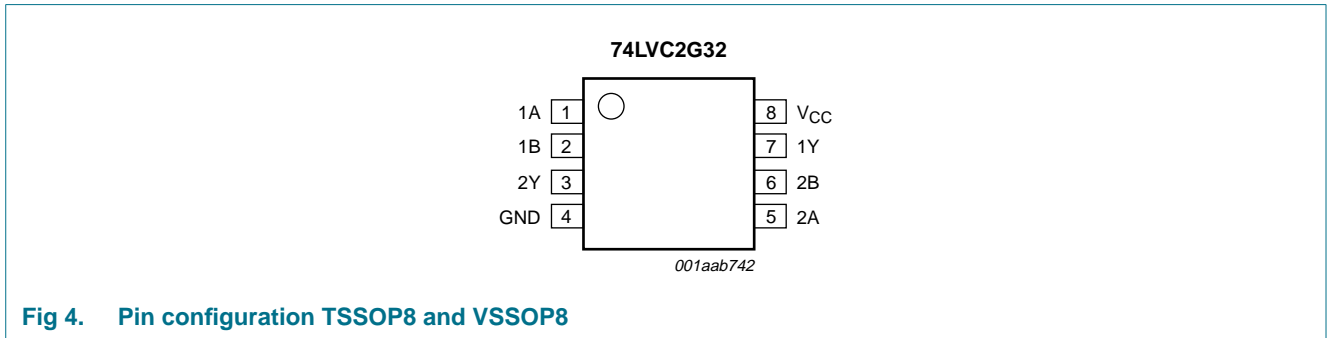 74LVC2G32
1A 1 8 VCC
1B 2 7 1Y
2Y 3 6 2B
GND 4 5 2A
001aab742
Fig 4. Pin configuration TSSOP8 and VSSOP8